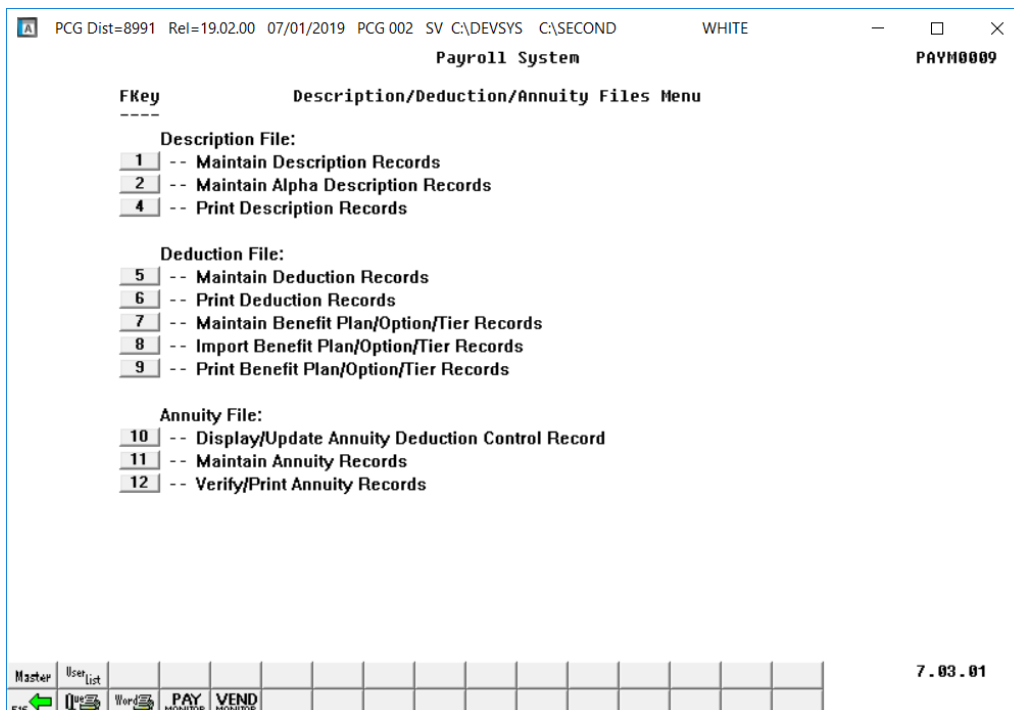 PCG Dist=8991 Rel=19.02.00 07/01/2019 PCG 002 SV C:\DEVSYS C:\SECOND WHITE
Payroll System PAYM0009
FKey Description/Deduction/Annuity Files Menu
----
Description File:
1 -- Maintain Description Records
2 -- Maintain Alpha Description Records
4 -- Print Description Records
Deduction File:
5 -- Maintain Deduction Records
6 -- Print Deduction Records
7 -- Maintain Benefit Plan/Option/Tier Records
8 -- Import Benefit Plan/Option/Tier Records
9 -- Print Benefit Plan/Option/Tier Records
Annuity File:
10 -- Display/Update Annuity Deduction Control Record
11 -- Maintain Annuity Records
12 -- Verify/Print Annuity Records
Master User List 7.03.01
F16 Que Word PAY MONITOR VEND MONITOR